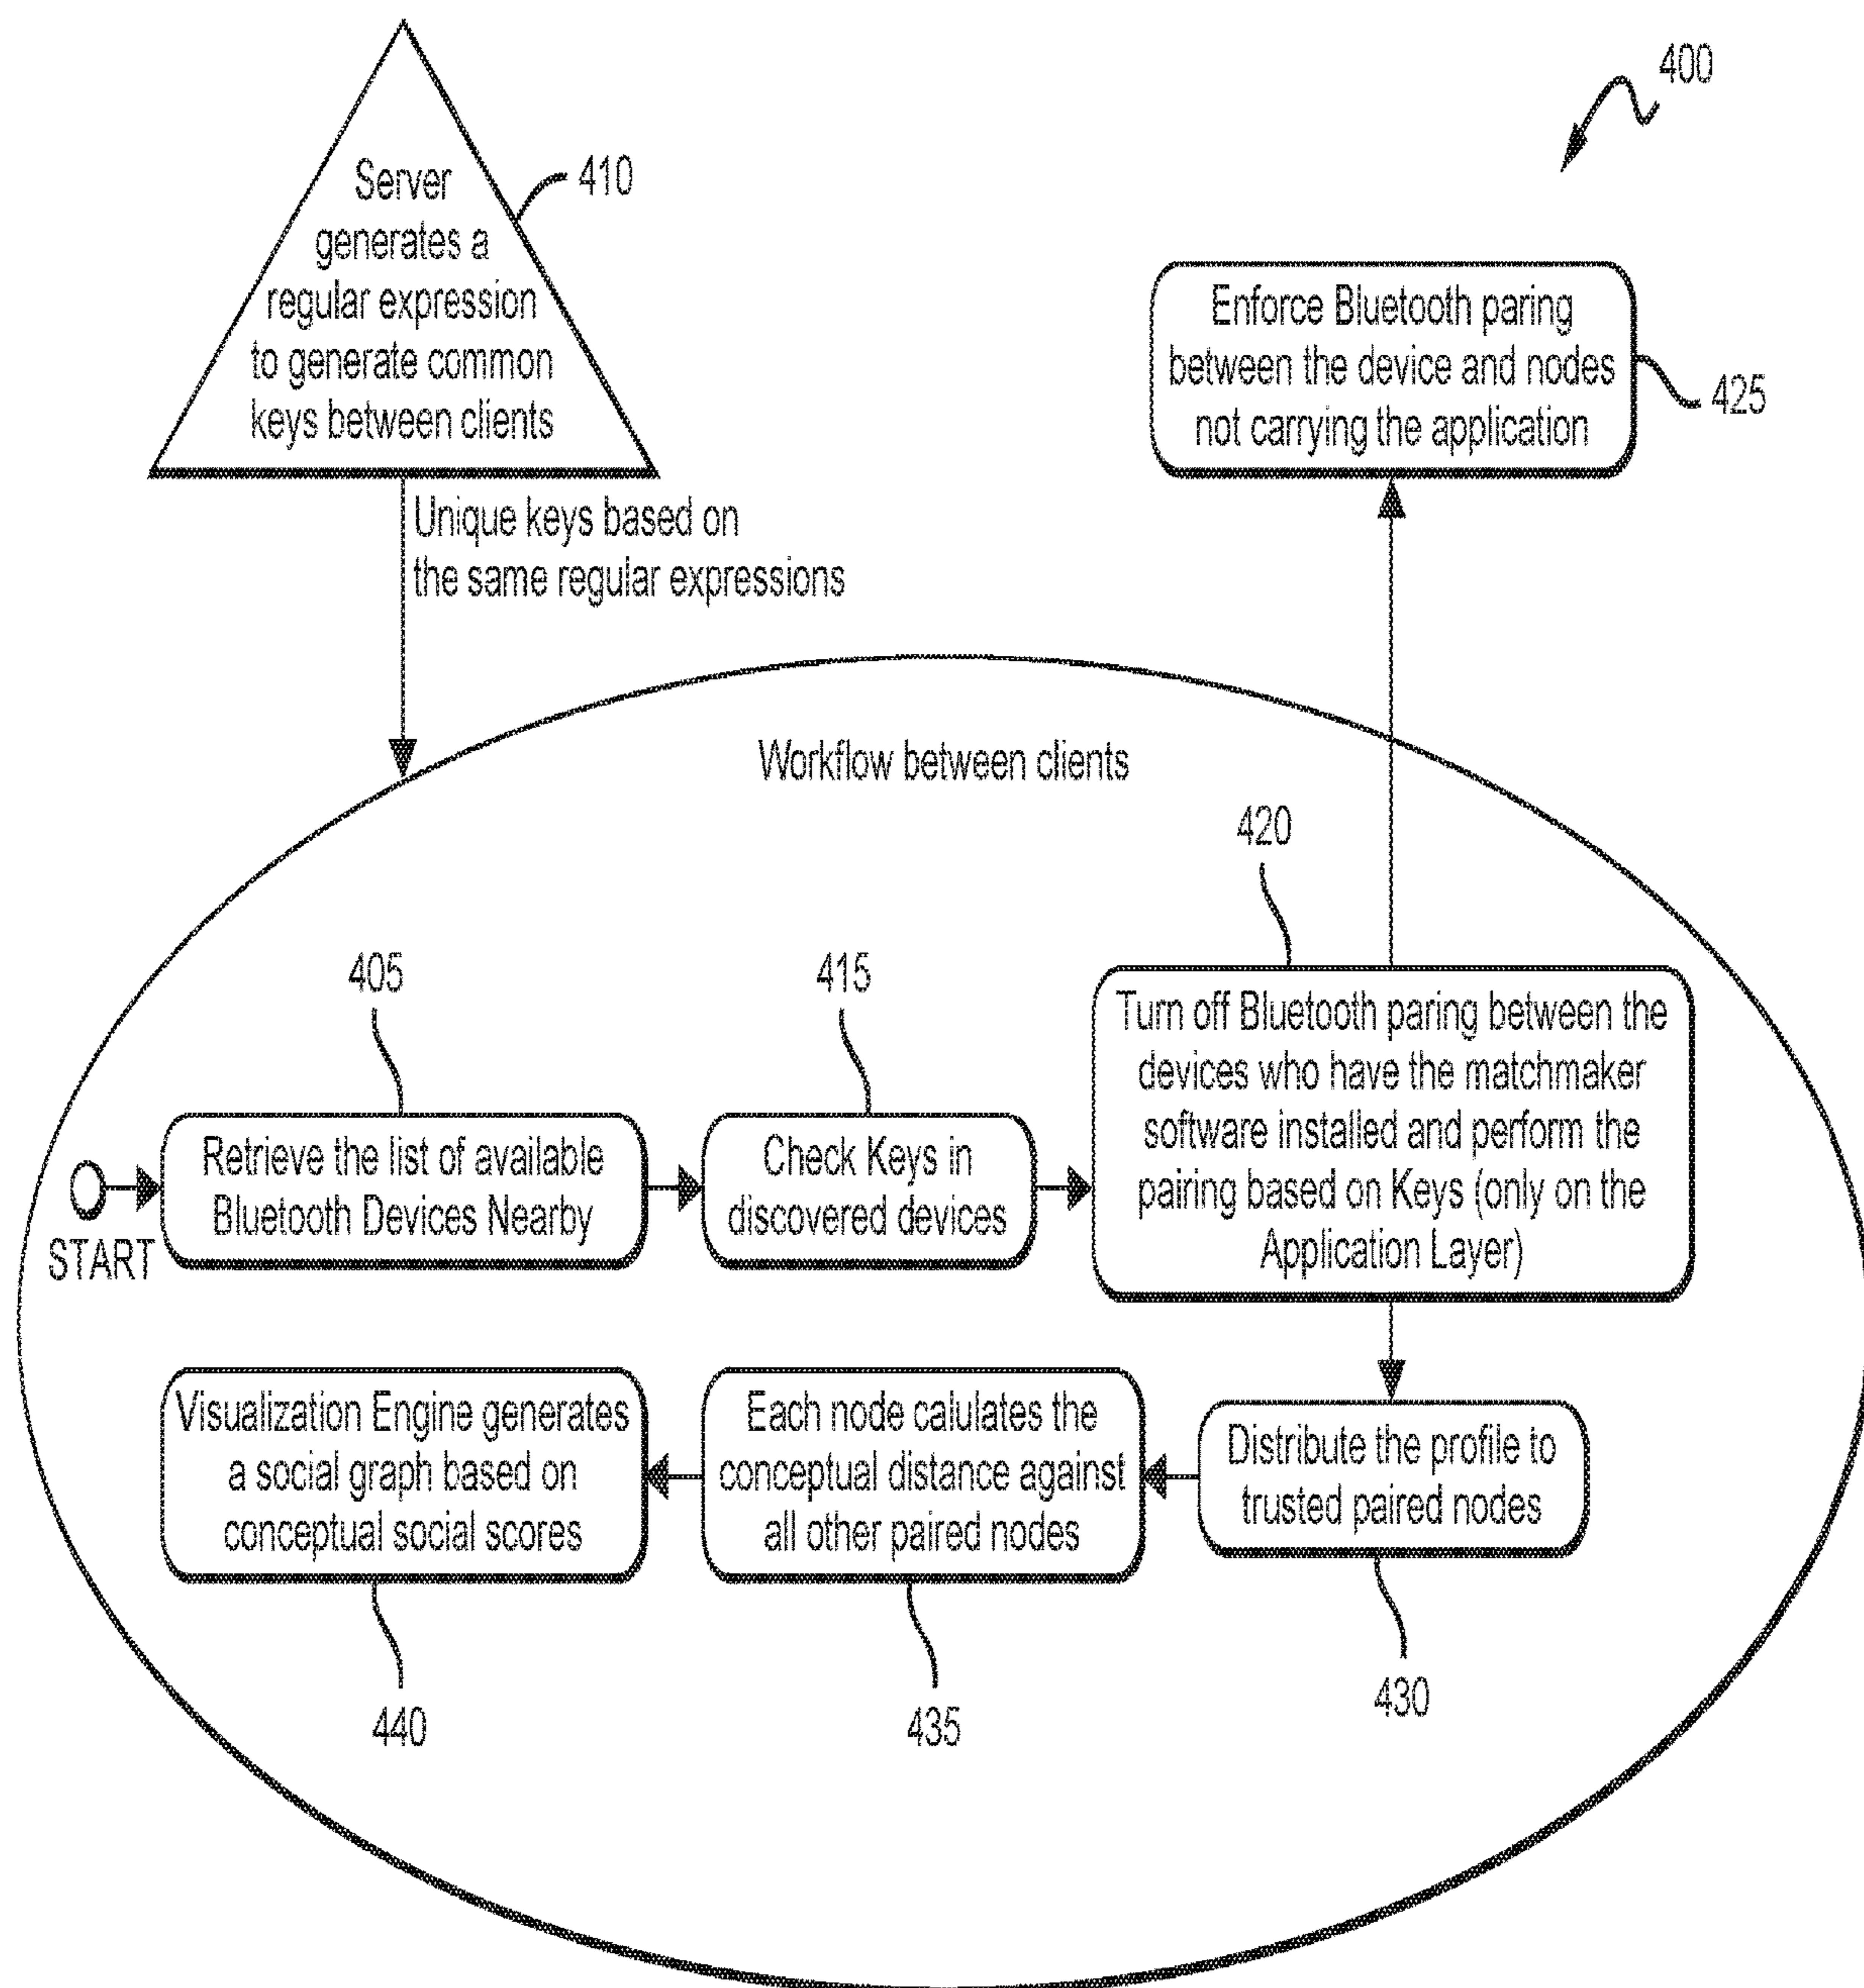 400
Server
generates a
regular expression
to generate common
keys between clients
410
Enforce Bluetooth paring
between the device and nodes
not carrying the application
425
Unique keys based on
the same regular expressions
Workflow between clients
420
405
415
Turn off Bluetooth paring between the
devices who have the matchmaker
software installed and perform the
pairing based on Keys (only on the
Application Layer)
START
Retrieve the list of available
Bluetooth Devices Nearby
Check Keys in
discovered devices
Visualization Engine generates
a social graph based on
conceptual social scores
Each node calulates the
conceptual distance against
all other paired nodes
Distribute the profile to
trusted paired nodes
440
435
430